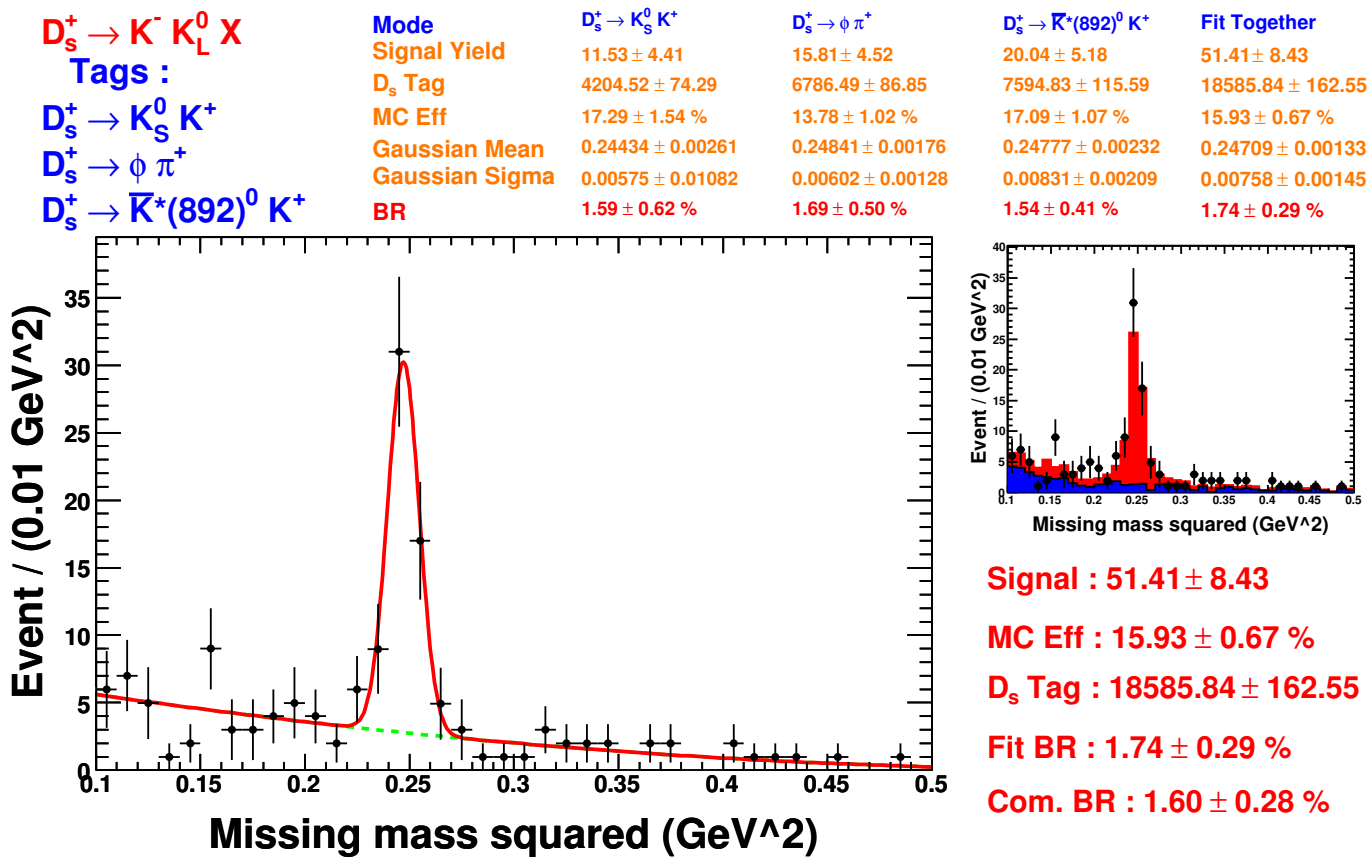 D_s^+ → K^- K_L^0 X
Tags :
D_s^+ → K_S^0 K^+
D_s^+ → ϕ π^+
D_s^+ → K̅*(892)^0 K^+
Mode D_s^+ → K_S^0 K^+ D_s^+ → ϕ π^+ D_s^+ → K̅*(892)^0 K^+ Fit Together
Signal Yield 11.53 ± 4.41 15.81 ± 4.52 20.04 ± 5.18 51.41 ± 8.43
D_s Tag 4204.52 ± 74.29 6786.49 ± 86.85 7594.83 ± 115.59 18585.84 ± 162.55
MC Eff 17.29 ± 1.54 % 13.78 ± 1.02 % 17.09 ± 1.07 % 15.93 ± 0.67 %
Gaussian Mean 0.24434 ± 0.00261 0.24841 ± 0.00176 0.24777 ± 0.00232 0.24709 ± 0.00133
Gaussian Sigma 0.00575 ± 0.01082 0.00602 ± 0.00128 0.00831 ± 0.00209 0.00758 ± 0.00145
BR 1.59 ± 0.62 % 1.69 ± 0.50 % 1.54 ± 0.41 % 1.74 ± 0.29 %
Event / (0.01 GeV^2)
35
30
25
20
15
10
5
0
0.1 0.15 0.2 0.25 0.3 0.35 0.4 0.45 0.5
Missing mass squared (GeV^2)
Event / (0.01 GeV^2)
40
35
30
25
20
15
10
5
0
0.1 0.15 0.2 0.25 0.3 0.35 0.4 0.45 0.5
Missing mass squared (GeV^2)
Signal : 51.41 ± 8.43
MC Eff : 15.93 ± 0.67 %
D_s Tag : 18585.84 ± 162.55
Fit BR : 1.74 ± 0.29 %
Com. BR : 1.60 ± 0.28 %